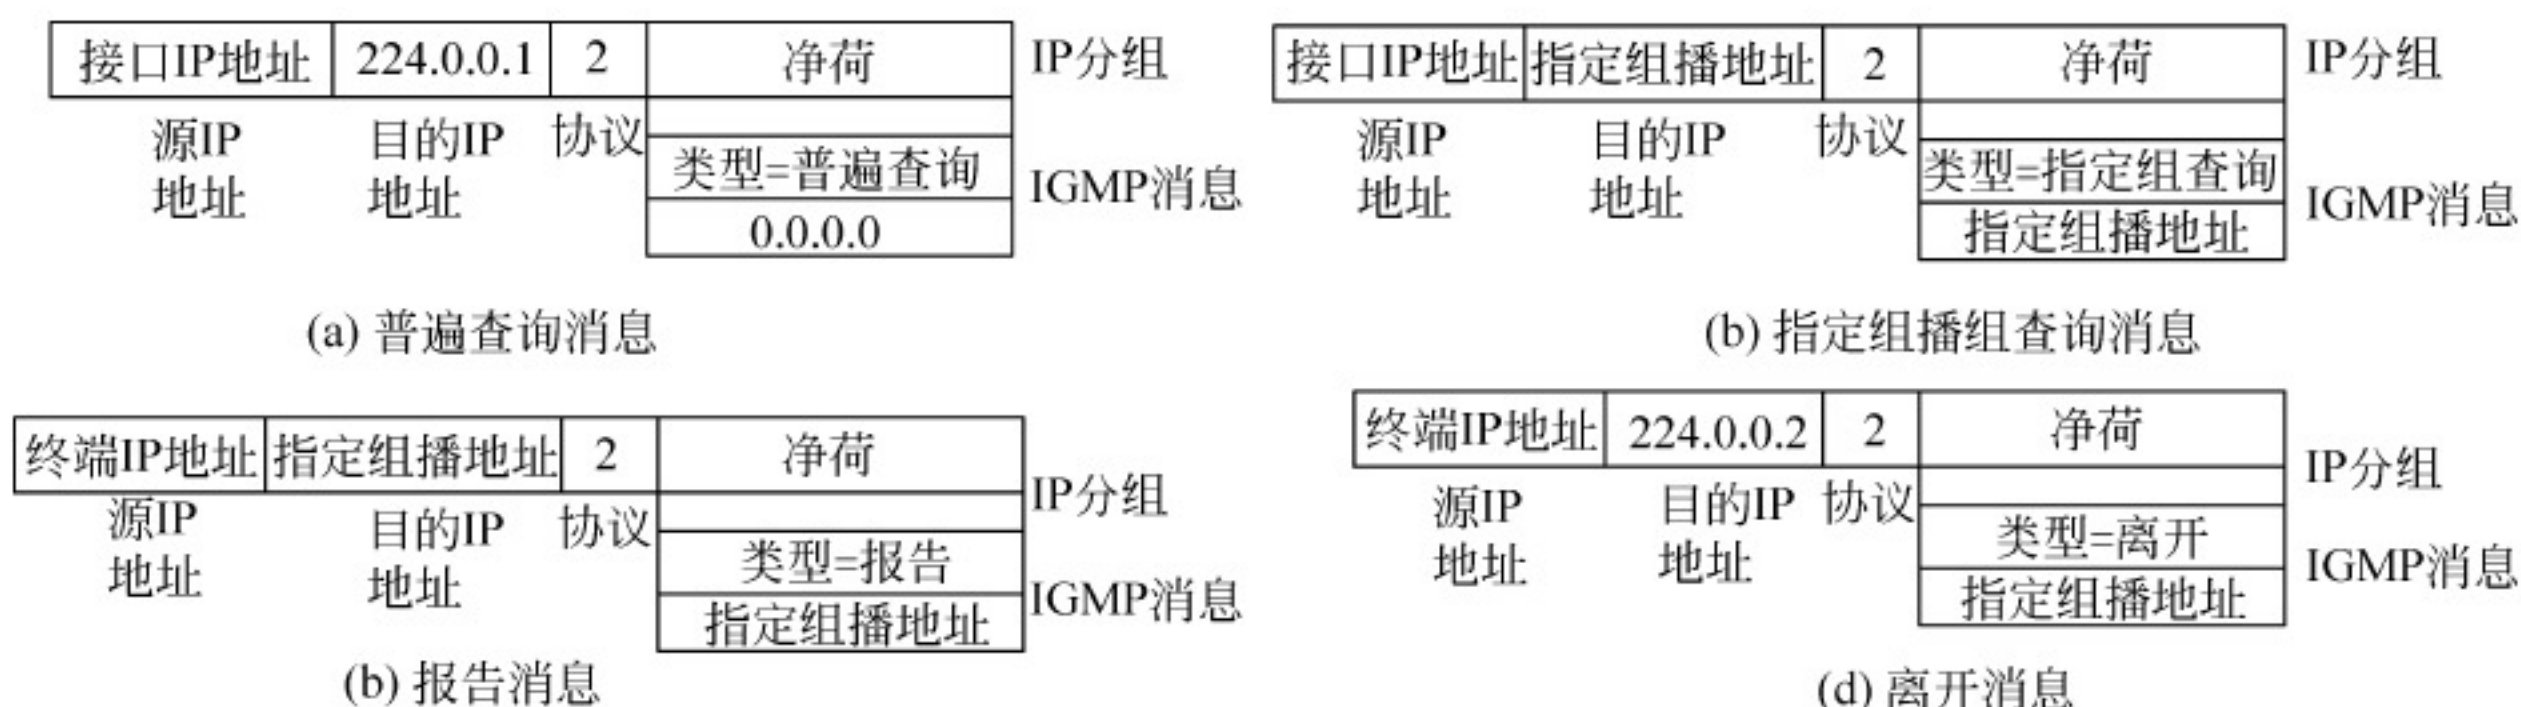 接口IP地址 224.0.0.1 2 净荷 IP分组
源IP地址 目的IP地址 协议
类型=普遍查询 IGMP消息
0.0.0.0
(a) 普遍查询消息
接口IP地址 指定组播地址 2 净荷 IP分组
源IP地址 目的IP地址 协议
类型=指定组查询 IGMP消息
指定组播地址
(b) 指定组播组查询消息
终端IP地址 指定组播地址 2 净荷 IP分组
源IP地址 目的IP地址 协议
类型=报告 IGMP消息
指定组播地址
(b) 报告消息
终端IP地址 224.0.0.2 2 净荷 IP分组
源IP地址 目的IP地址 协议
类型=离开 IGMP消息
指定组播地址
(d) 离开消息